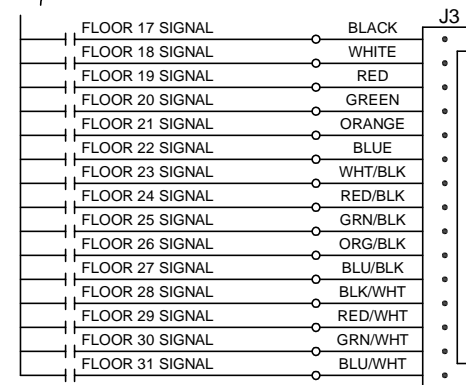 J3
FLOOR 17 SIGNAL BLACK
FLOOR 18 SIGNAL WHITE
FLOOR 19 SIGNAL RED
FLOOR 20 SIGNAL GREEN
FLOOR 21 SIGNAL ORANGE
FLOOR 22 SIGNAL BLUE
FLOOR 23 SIGNAL WHT/BLK
FLOOR 24 SIGNAL RED/BLK
FLOOR 25 SIGNAL GRN/BLK
FLOOR 26 SIGNAL ORG/BLK
FLOOR 27 SIGNAL BLU/BLK
FLOOR 28 SIGNAL BLK/WHT
FLOOR 29 SIGNAL RED/WHT
FLOOR 30 SIGNAL GRN/WHT
FLOOR 31 SIGNAL BLU/WHT